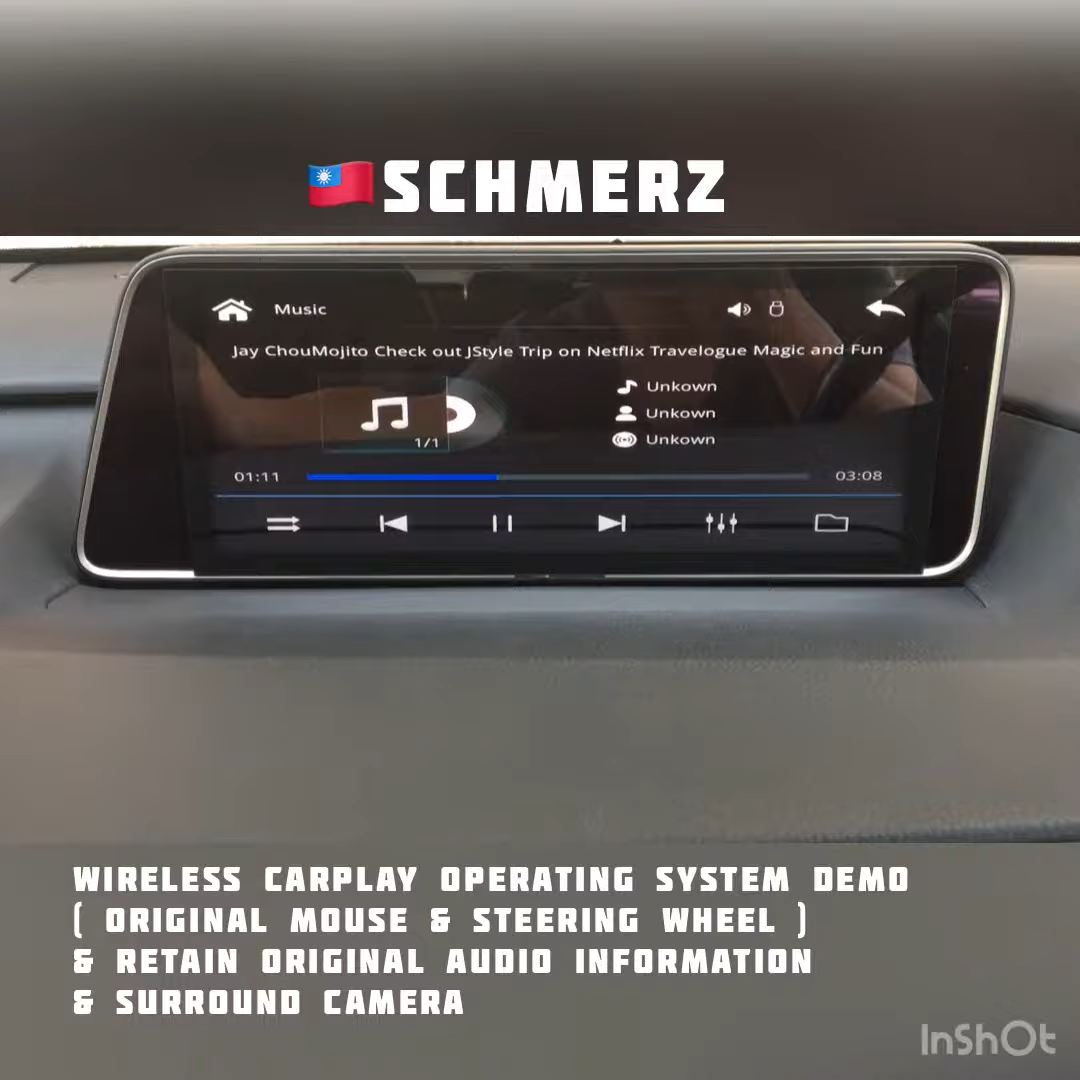 🇹🇼SCHMERZ
Music
Jay ChouMojito Check out JStyle Trip on Netflix Travelogue Magic and Fun
Unkown
Unkown
1/1
Unkown
01:11
03:08
WIRELESS CARPLAY OPERATING SYSTEM DEMO
( ORIGINAL MOUSE & STEERING WHEEL )
& RETAIN ORIGINAL AUDIO INFORMATION
& SURROUND CAMERA
InShOt